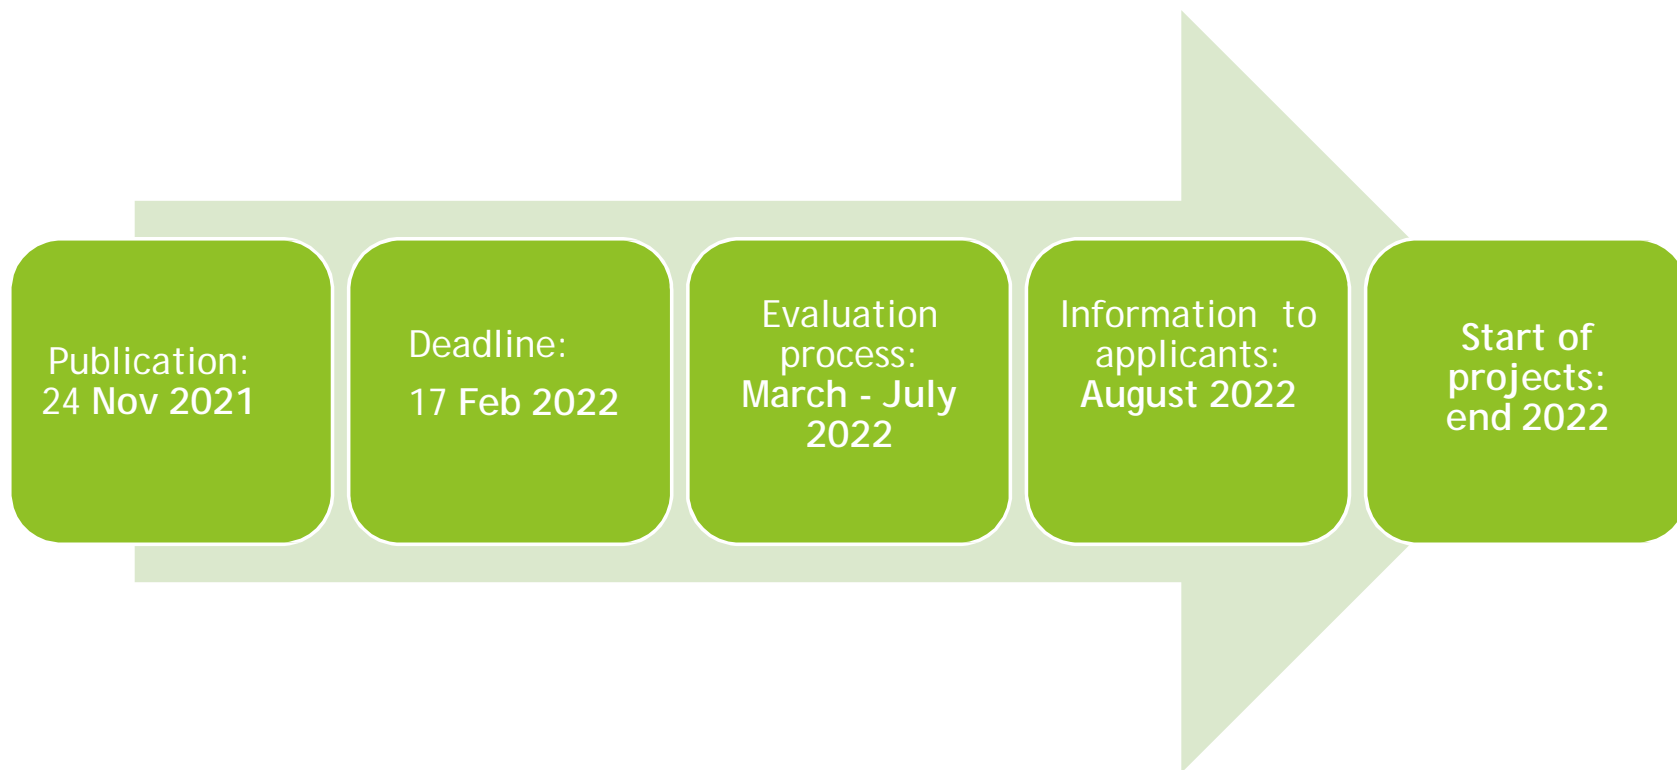 Publication:
24 Nov 2021
Deadline:
17 Feb 2022
Evaluation
process:
March - July
2022
Information to
applicants:
August 2022
Start of
projects:
end 2022